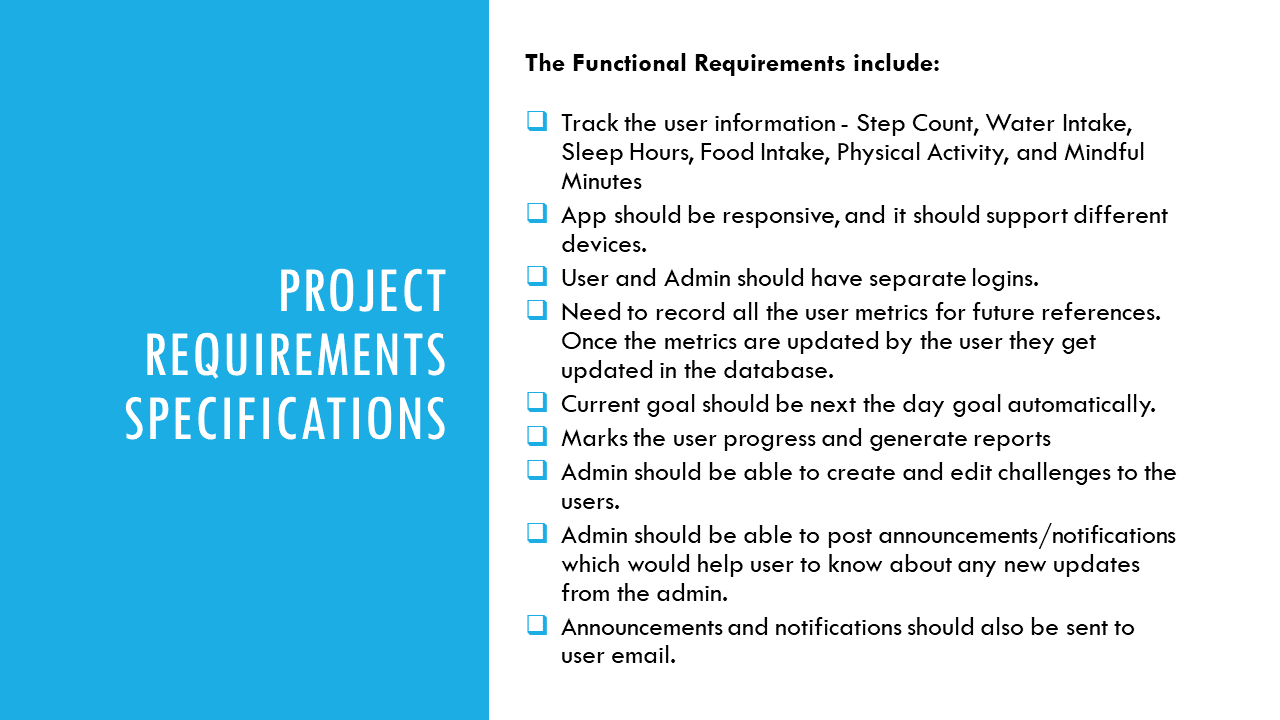 PROJECT
REQUIREMENTS
SPECIFICATIONS
The Functional Requirements include:
Track the user information - Step Count, Water Intake,
Sleep Hours, Food Intake, Physical Activity, and Mindful
Minutes
App should be responsive, and it should support different
devices.
User and Admin should have separate logins.
Need to record all the user metrics for future references.
Once the metrics are updated by the user they get
updated in the database.
Current goal should be next the day goal automatically.
Marks the user progress and generate reports
Admin should be able to create and edit challenges to the
users.
Admin should be able to post announcements/notifications
which would help user to know about any new updates
from the admin.
Announcements and notifications should also be sent to
user email.